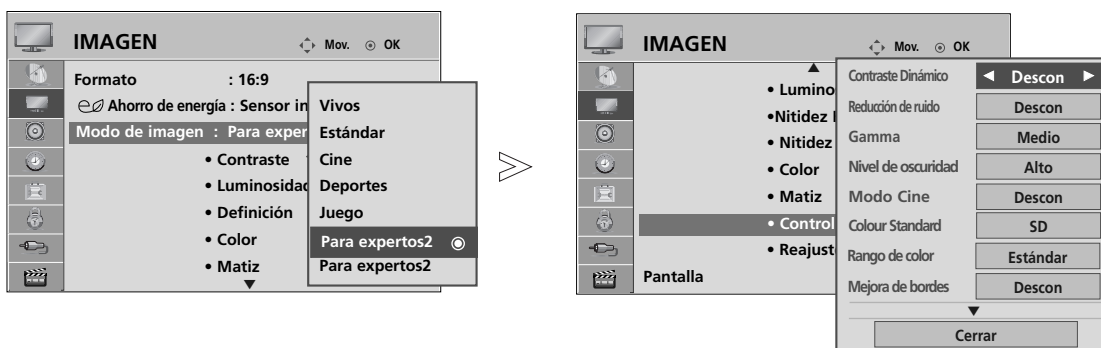 IMAGEN
Mov. OK
Formato : 16:9
Ahorro de energía : Sensor in
Modo de imagen : Para exper
• Contraste
• Luminosidad
• Definición
• Color
• Matiz
Vivos
Estándar
Cine
Deportes
Juego
Para expertos2
Para expertos2
IMAGEN
Mov. OK
• Lumino
•Nitidez
• Nitidez
• Color
• Matiz
• Control
• Reajust
Pantalla
Contraste Dinámico ◄ Descon ►
Reducción de ruido Descon
Gamma Medio
Nivel de oscuridad Alto
Modo Cine Descon
Colour Standard SD
Rango de color Estándar
Mejora de bordes Descon
Cerrar